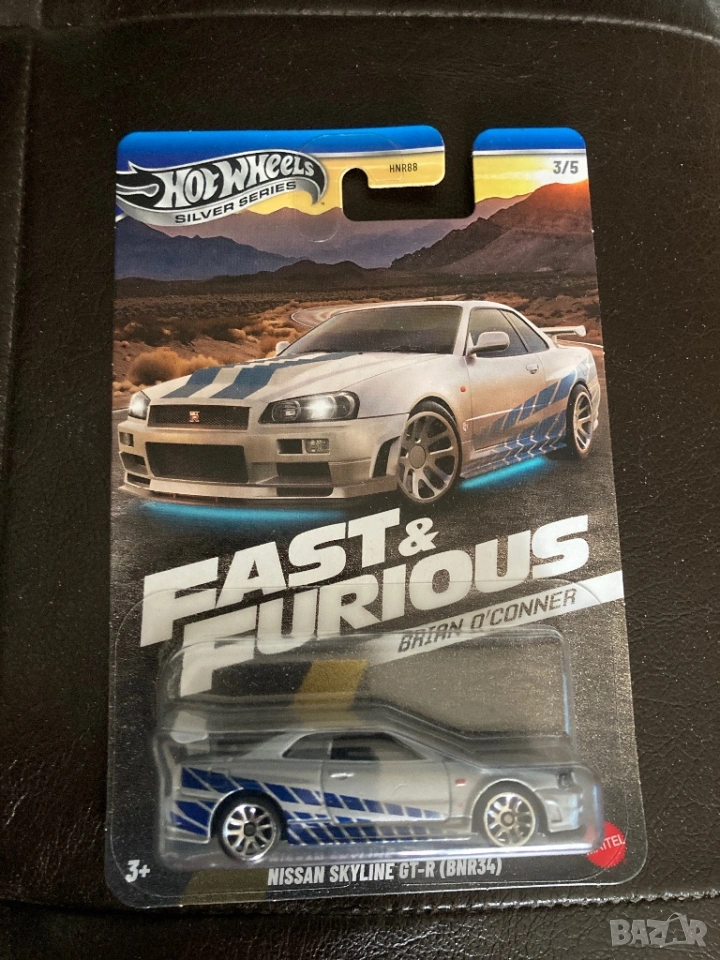 HNR88
3/5
HOT WHEELS
SILVER SERIES
FAST &
FURIOUS
BRIAN O'CONNER
3+
NISSAN SKYLINE GT-R (BNR34)
MATTEL
BAZAR